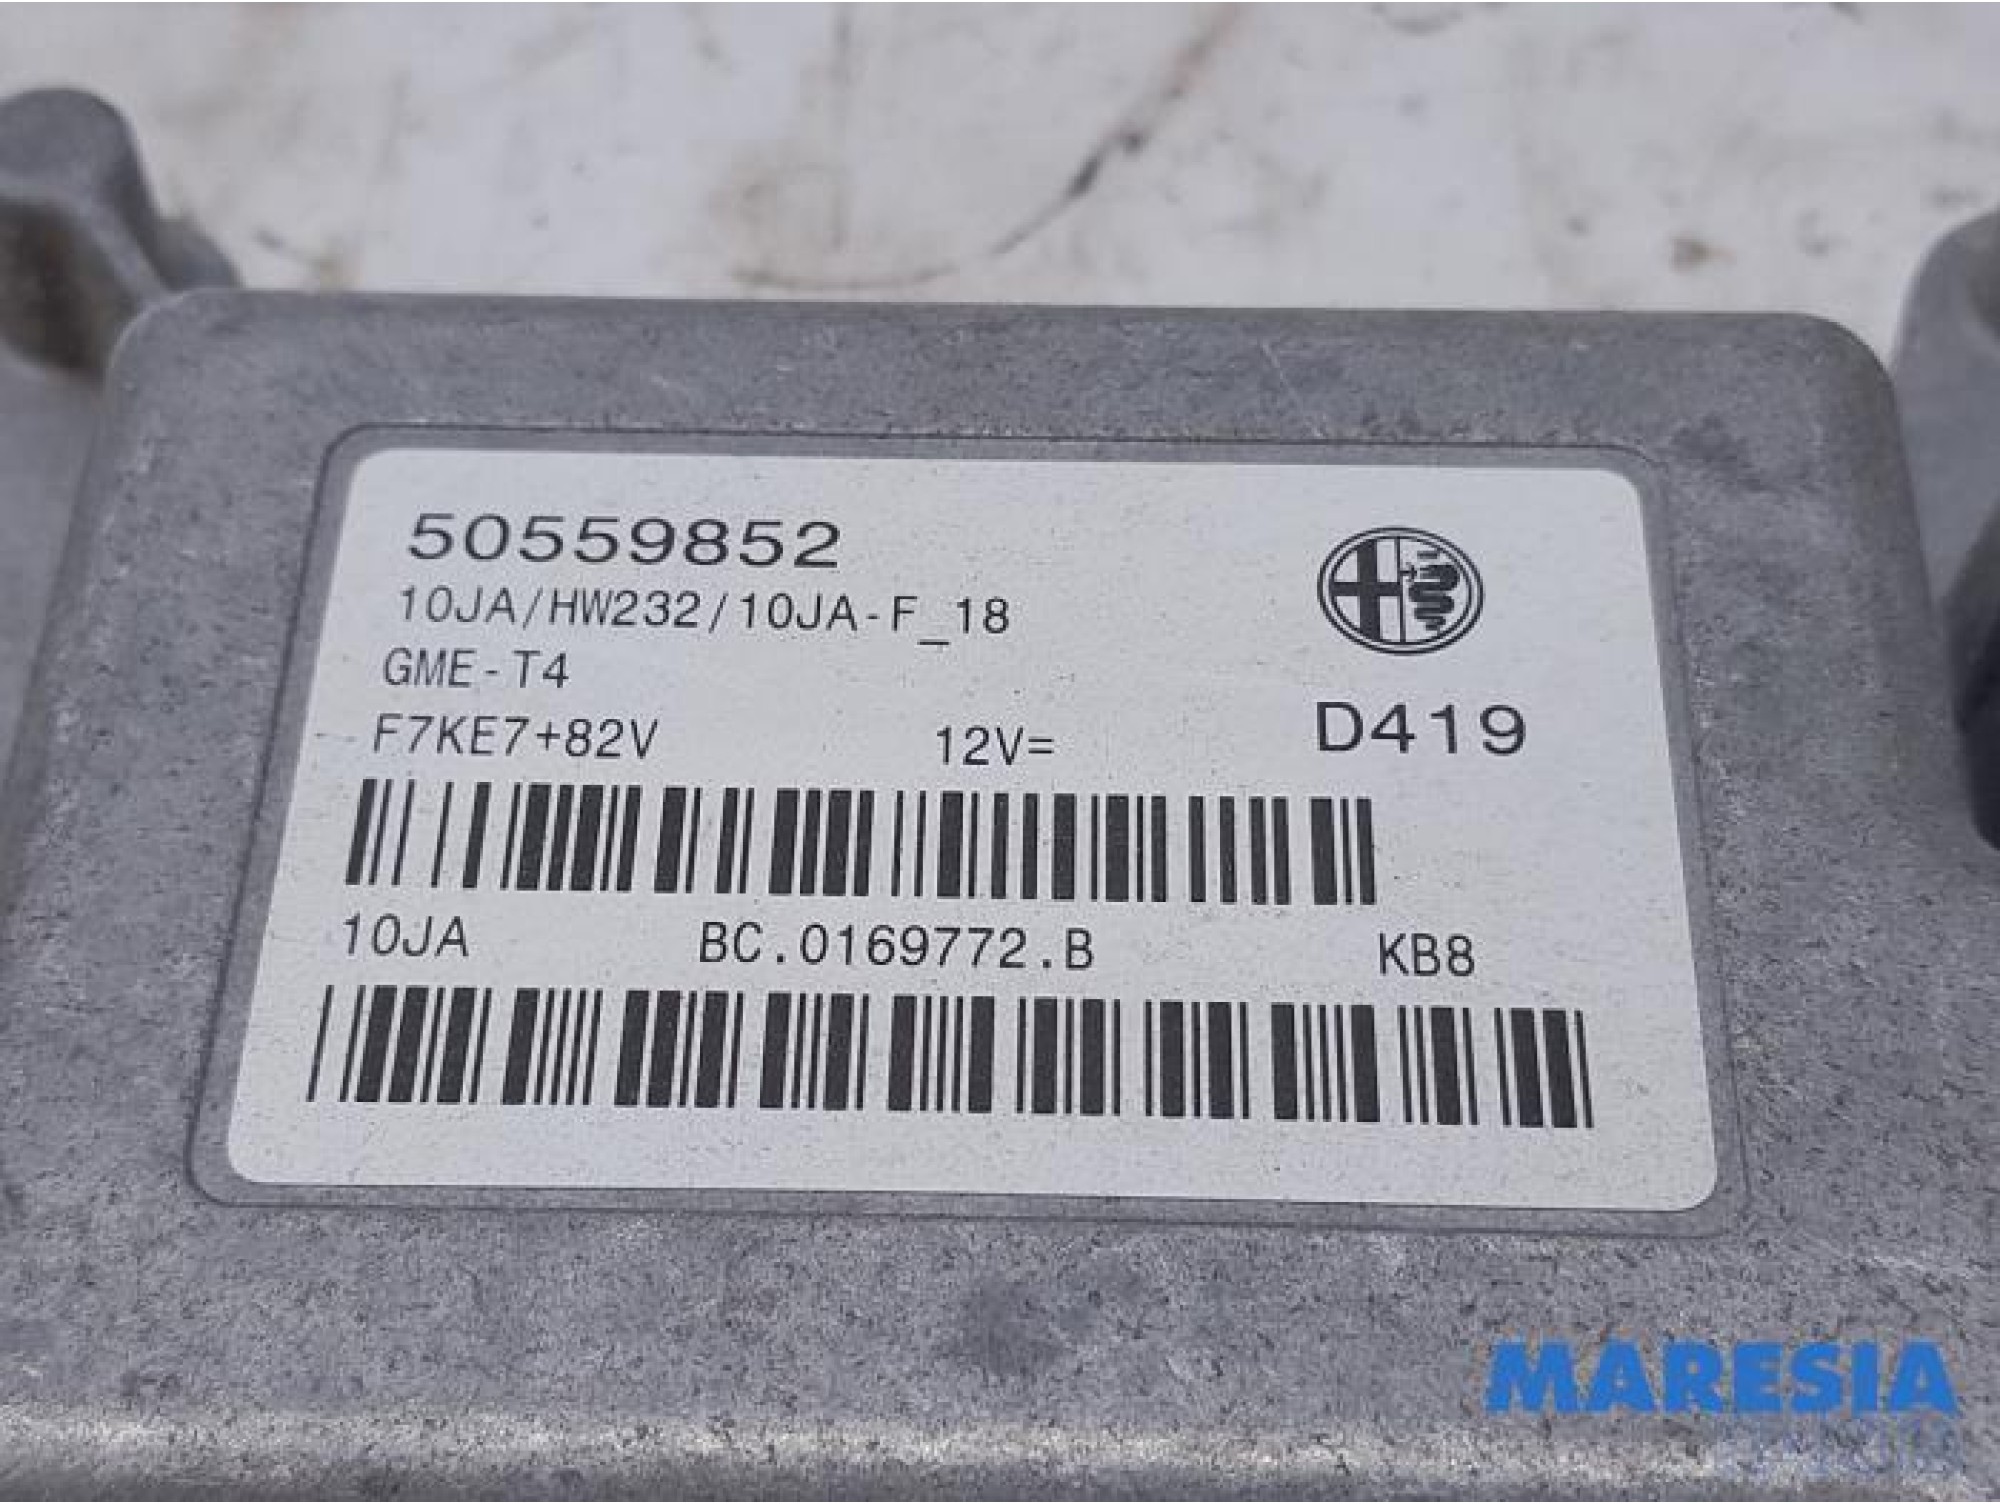 50559852
10JA/HW232/10JA-F_18
GME-T4
F7KE7+82V 12V=
D419
10JA BC.0169772.B KB8
MARESIA